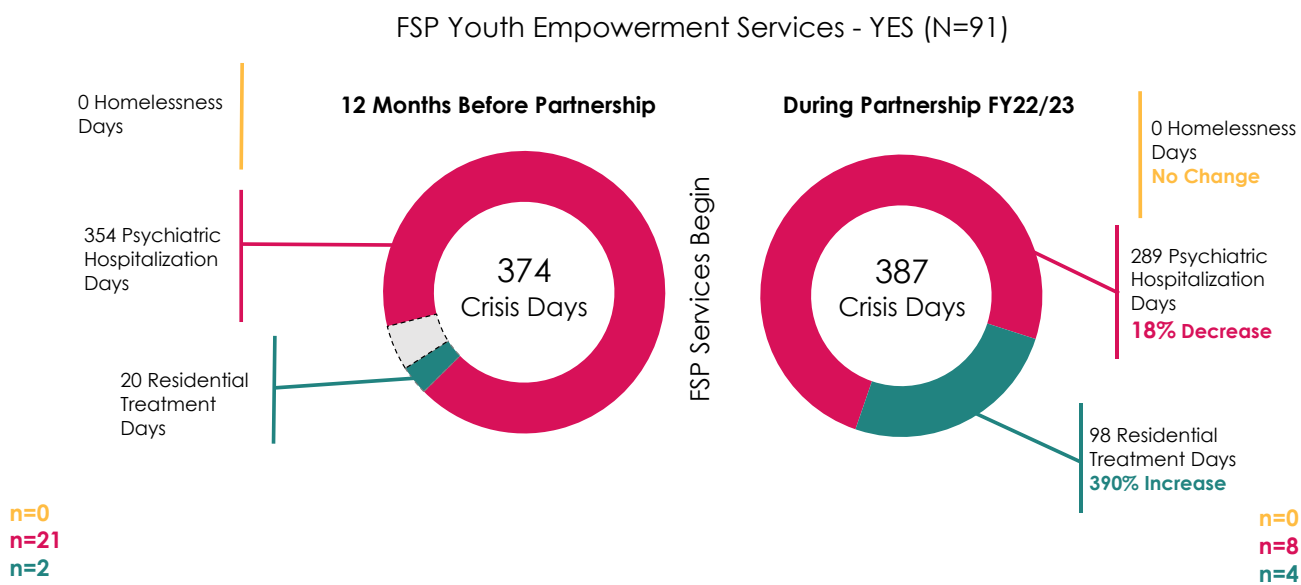 FSP Youth Empowerment Services - YES (N=91)
12 Months Before Partnership
0 Homelessness
Days
354 Psychiatric
Hospitalization
Days
20 Residential
Treatment
Days
374
Crisis Days
n=0
n=21
n=2
FSP Services Begin
During Partnership FY22/23
387
Crisis Days
0 Homelessness
Days
No Change
289 Psychiatric
Hospitalization
Days
18% Decrease
98 Residential
Treatment Days
390% Increase
n=0
n=8
n=4